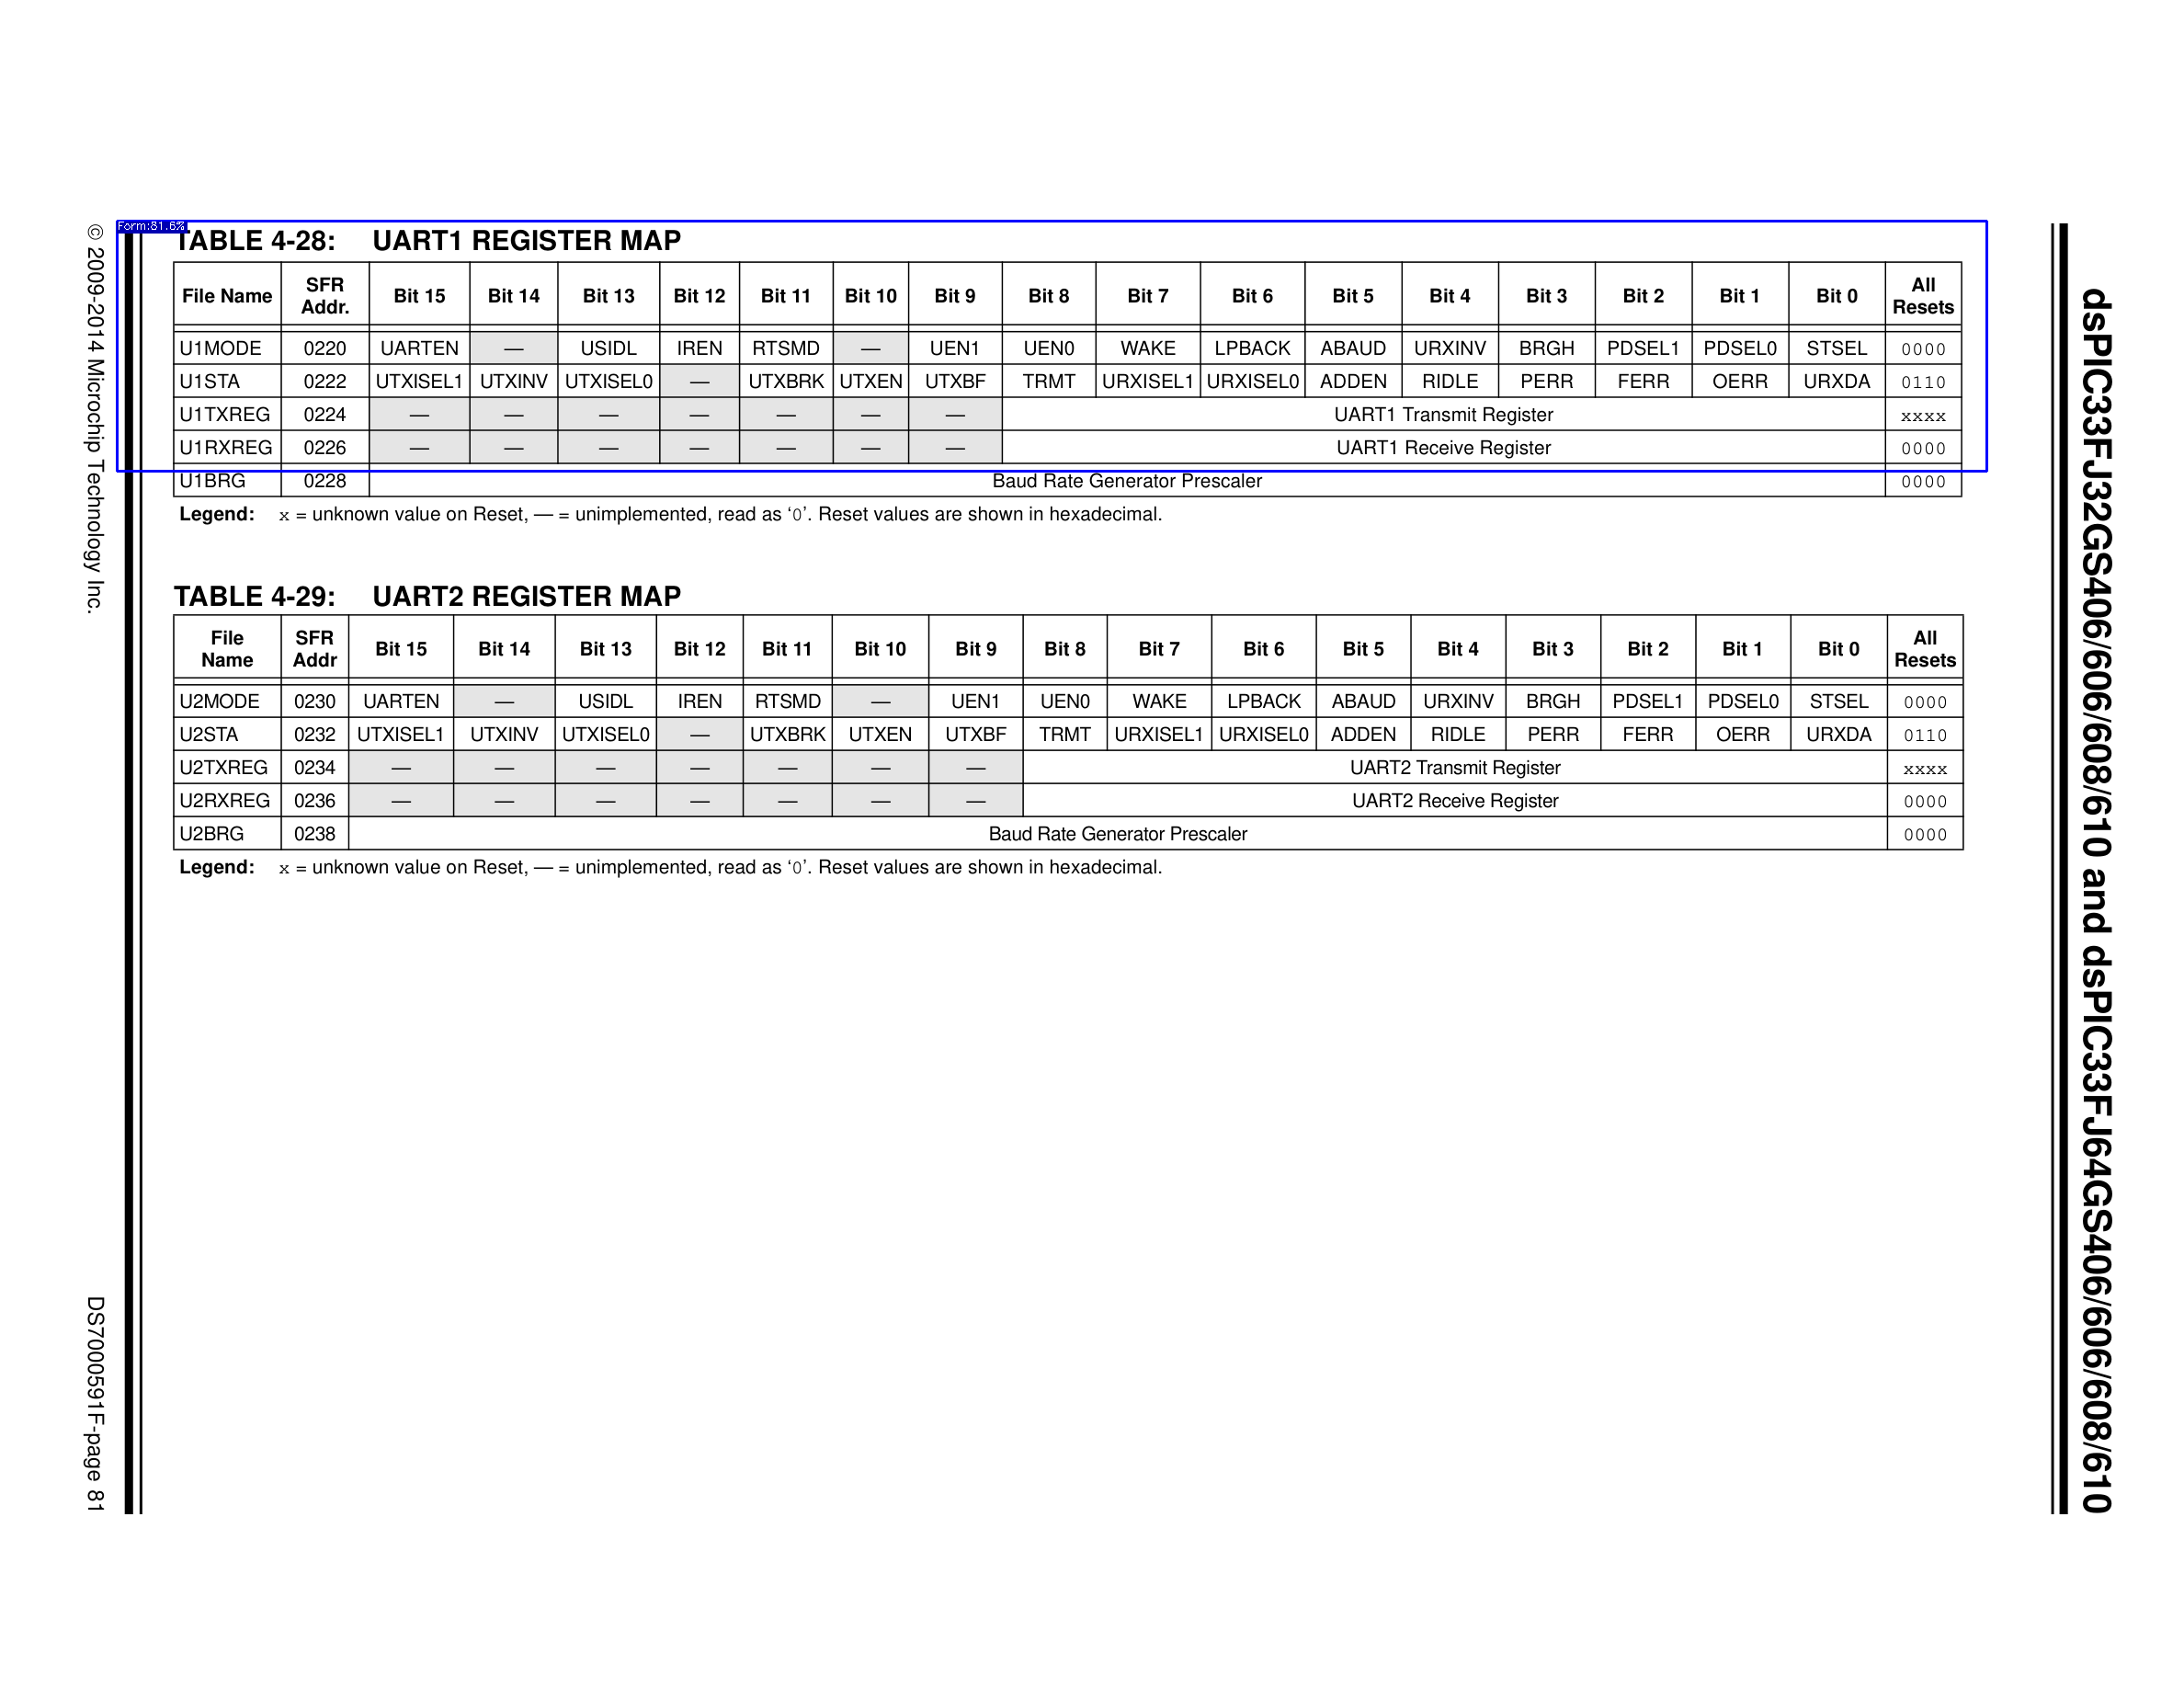 Form:81.6%
TABLE 4-28: UART1 REGISTER MAP
File Name SFR Addr. Bit 15 Bit 14 Bit 13 Bit 12 Bit 11 Bit 10 Bit 9 Bit 8 Bit 7 Bit 6 Bit 5 Bit 4 Bit 3 Bit 2 Bit 1 Bit 0 All Resets
U1MODE 0220 UARTEN — USIDL IREN RTSMD — UEN1 UEN0 WAKE LPBACK ABAUD URXINV BRGH PDSEL1 PDSEL0 STSEL 0000
U1STA 0222 UTXISEL1 UTXINV UTXISEL0 — UTXBRK UTXEN UTXBF TRMT URXISEL1 URXISEL0 ADDEN RIDLE PERR FERR OERR URXDA 0110
U1TXREG 0224 — — — — — — — UART1 Transmit Register xxxx
U1RXREG 0226 — — — — — — — UART1 Receive Register 0000
U1BRG 0228 Baud Rate Generator Prescaler 0000
Legend: x = unknown value on Reset, — = unimplemented, read as ‘0’. Reset values are shown in hexadecimal.
TABLE 4-29: UART2 REGISTER MAP
File Name SFR Addr Bit 15 Bit 14 Bit 13 Bit 12 Bit 11 Bit 10 Bit 9 Bit 8 Bit 7 Bit 6 Bit 5 Bit 4 Bit 3 Bit 2 Bit 1 Bit 0 All Resets
U2MODE 0230 UARTEN — USIDL IREN RTSMD — UEN1 UEN0 WAKE LPBACK ABAUD URXINV BRGH PDSEL1 PDSEL0 STSEL 0000
U2STA 0232 UTXISEL1 UTXINV UTXISEL0 — UTXBRK UTXEN UTXBF TRMT URXISEL1 URXISEL0 ADDEN RIDLE PERR FERR OERR URXDA 0110
U2TXREG 0234 — — — — — — — UART2 Transmit Register xxxx
U2RXREG 0236 — — — — — — — UART2 Receive Register 0000
U2BRG 0238 Baud Rate Generator Prescaler 0000
Legend: x = unknown value on Reset, — = unimplemented, read as ‘0’. Reset values are shown in hexadecimal.
© 2009-2014 Microchip Technology Inc.
DS7000591F-page 81
dsPIC33FJ32GS406/606/608/610 and dsPIC33FJ64GS406/606/608/610